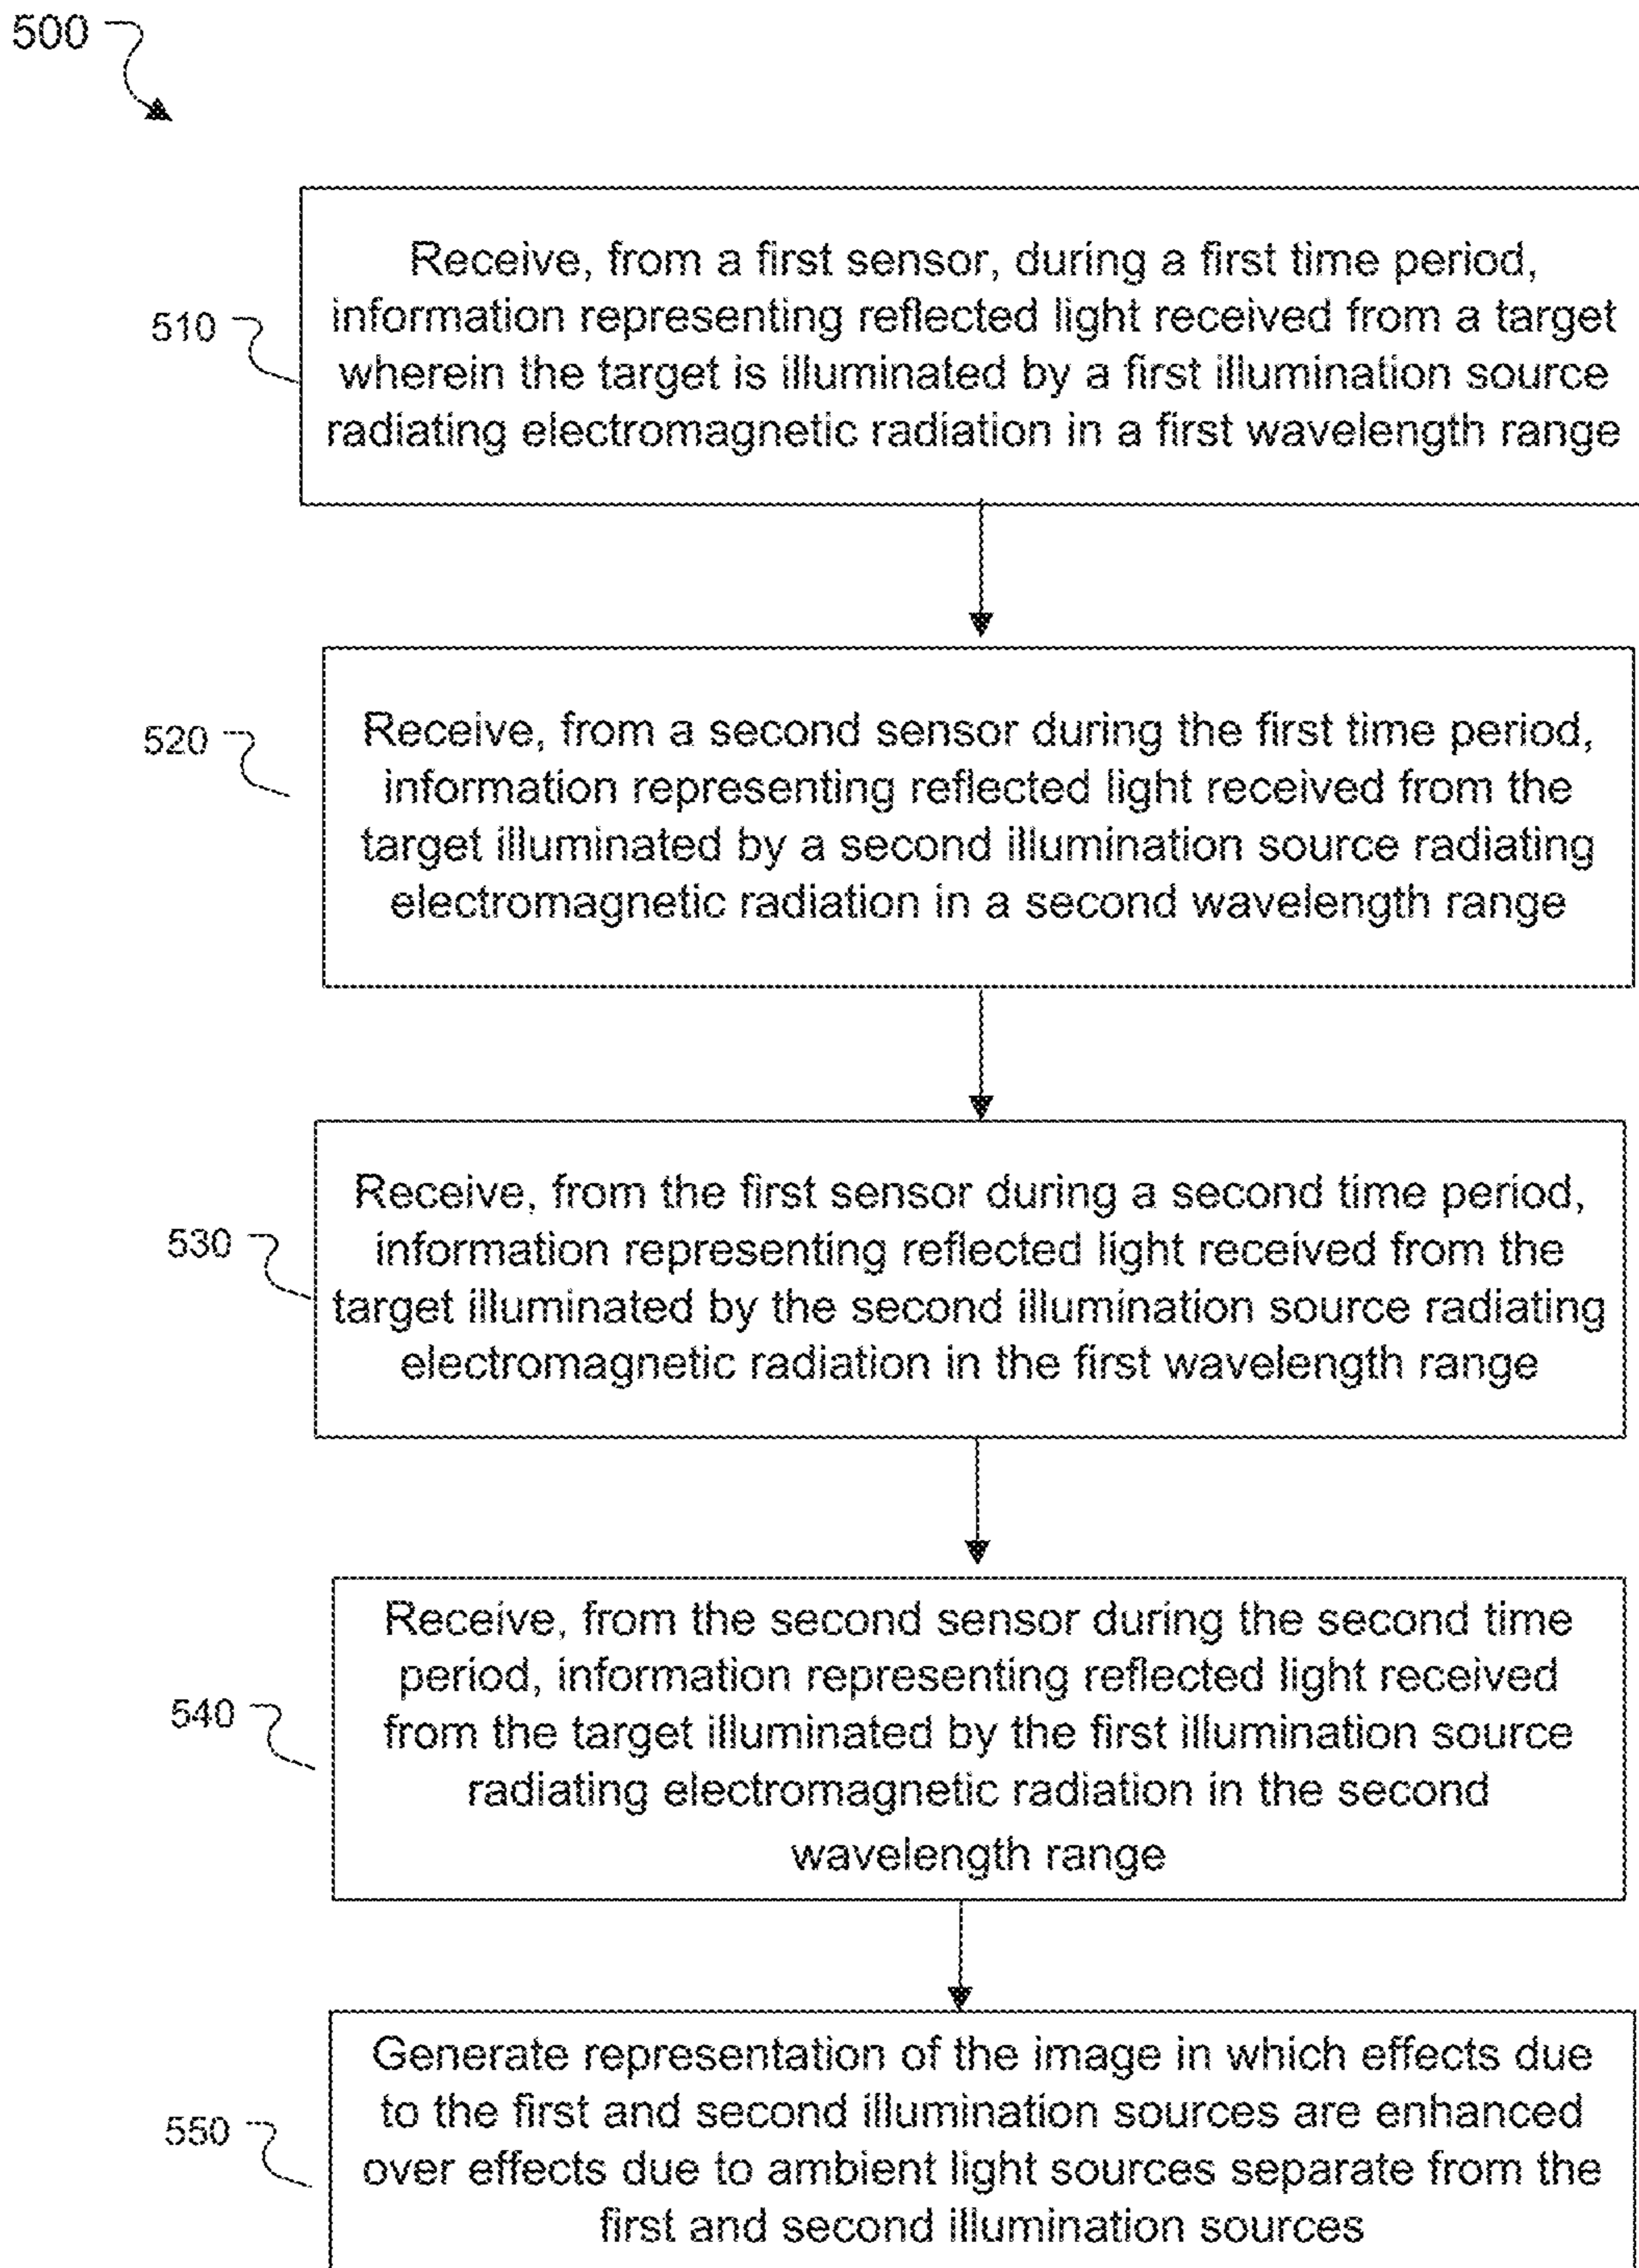 500
Receive, from a first sensor, during a first time period,
information representing reflected light received from a target
wherein the target is illuminated by a first illumination source
radiating electromagnetic radiation in a first wavelength range
510
Receive, from a second sensor during the first time period,
information representing reflected light received from the
target illuminated by a second illumination source radiating
electromagnetic radiation in a second wavelength range
520
Receive, from the first sensor during a second time period,
information representing reflected light received from the
target illuminated by the second illumination source radiating
electromagnetic radiation in the first wavelength range
530
Receive, from the second sensor during the second time
period, information representing reflected light received
from the target illuminated by the first illumination source
radiating electromagnetic radiation in the second
wavelength range
540
Generate representation of the image in which effects due
to the first and second illumination sources are enhanced
over effects due to ambient light sources separate from the
first and second illumination sources
550